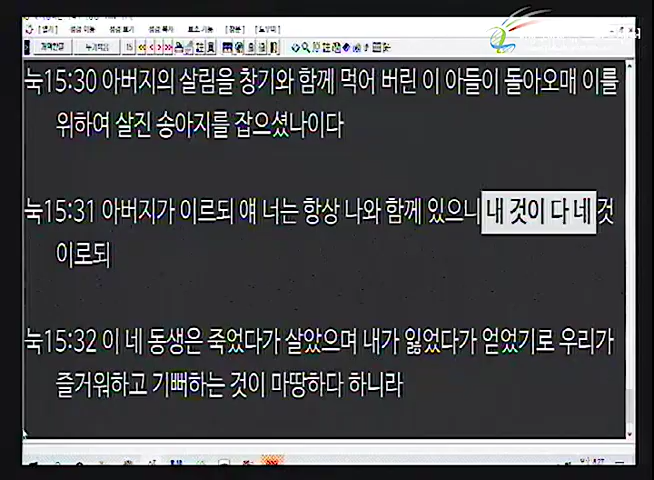 눅15:30 아버지의 살림을 창기와 함께 먹어 버린 이 아들이 돌아오매 이를
위하여 살진 송아지를 잡으셨나이다
눅15:31 아버지가 이르되 얘 너는 항상 나와 함께 있으니 내 것이 다 네 것
이로되
눅15:32 이 네 동생은 죽었다가 살았으며 내가 잃었다가 얻었기로 우리가
즐거워하고 기뻐하는 것이 마땅하다 하니라